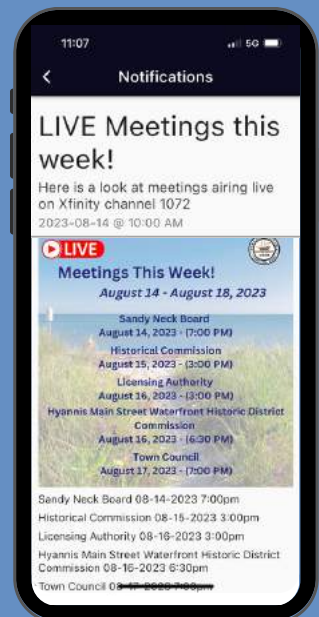 11:07
5G
Notifications
LIVE Meetings this
week!
Here is a look at meetings airing live
on Xfinity channel 1072
2023-08-14 @ 10:00 AM
LIVE
Meetings This Week!
August 14 - August 18, 2023
Sandy Neck Board
August 14, 2023 - (7:00 PM)
Historical Commission
August 15, 2023 - (3:00 PM)
Licensing Authority
August 16, 2023 - (3:00 PM)
Hyannis Main Street Waterfront Historic District
Commission
August 16, 2023 - (6:30 PM)
Town Council
August 17, 2023 - (7:00 PM)
Sandy Neck Board 08-14-2023 7:00pm
Historical Commission 08-15-2023 3:00pm
Licensing Authority 08-16-2023 3:00pm
Hyannis Main Street Waterfront Historic District
Commission 08-16-2023 6:30pm
Town Council 08-17-2023 7:00pm